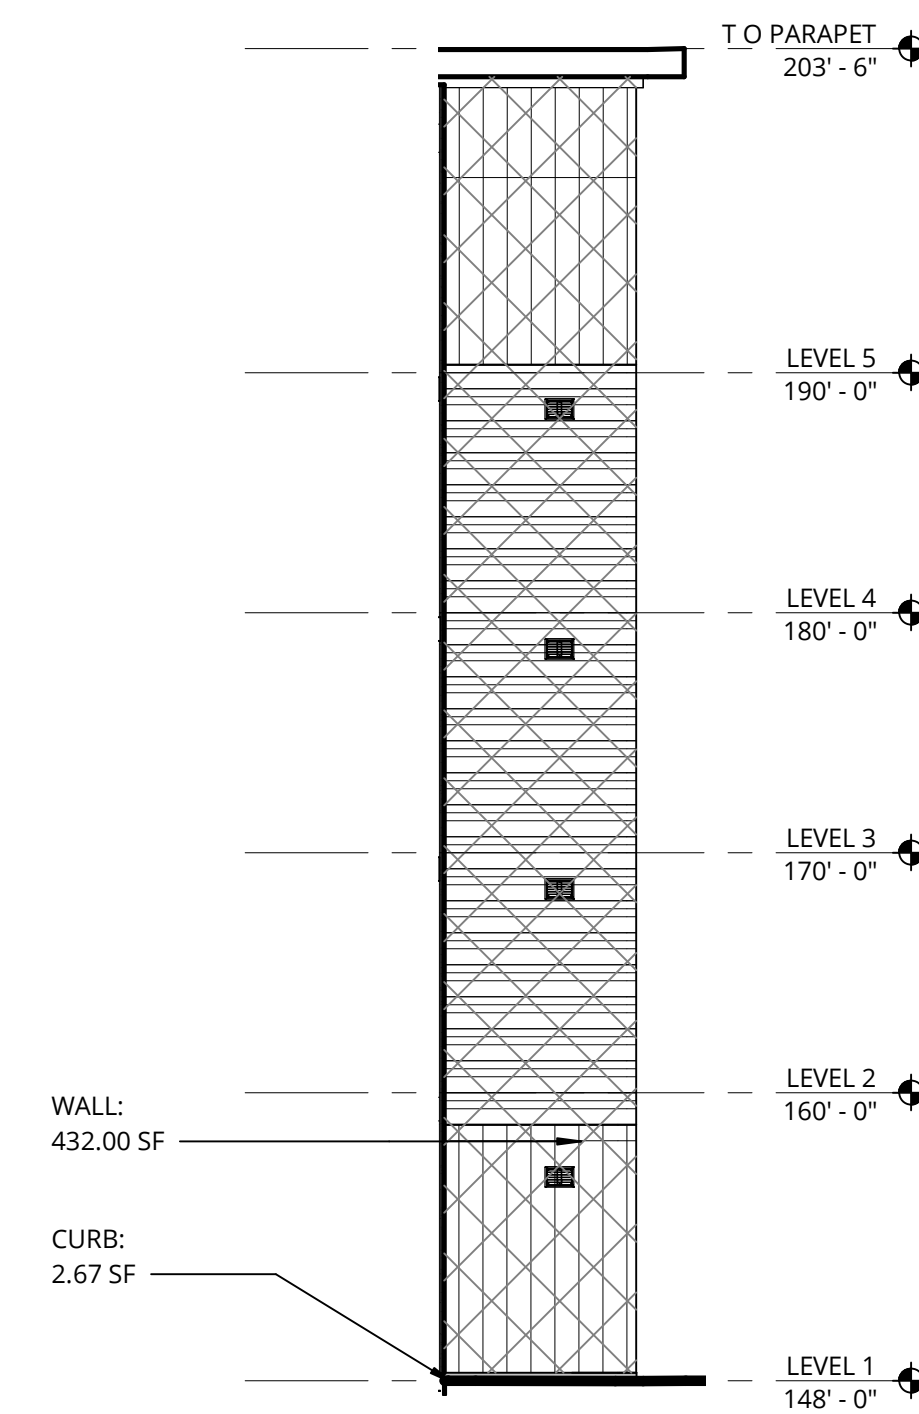 T O PARAPET
203' - 6"
LEVEL 5
190' - 0"
LEVEL 4
180' - 0"
LEVEL 3
170' - 0"
LEVEL 2
160' - 0"
WALL:
432.00 SF
CURB:
2.67 SF
LEVEL 1
148' - 0"